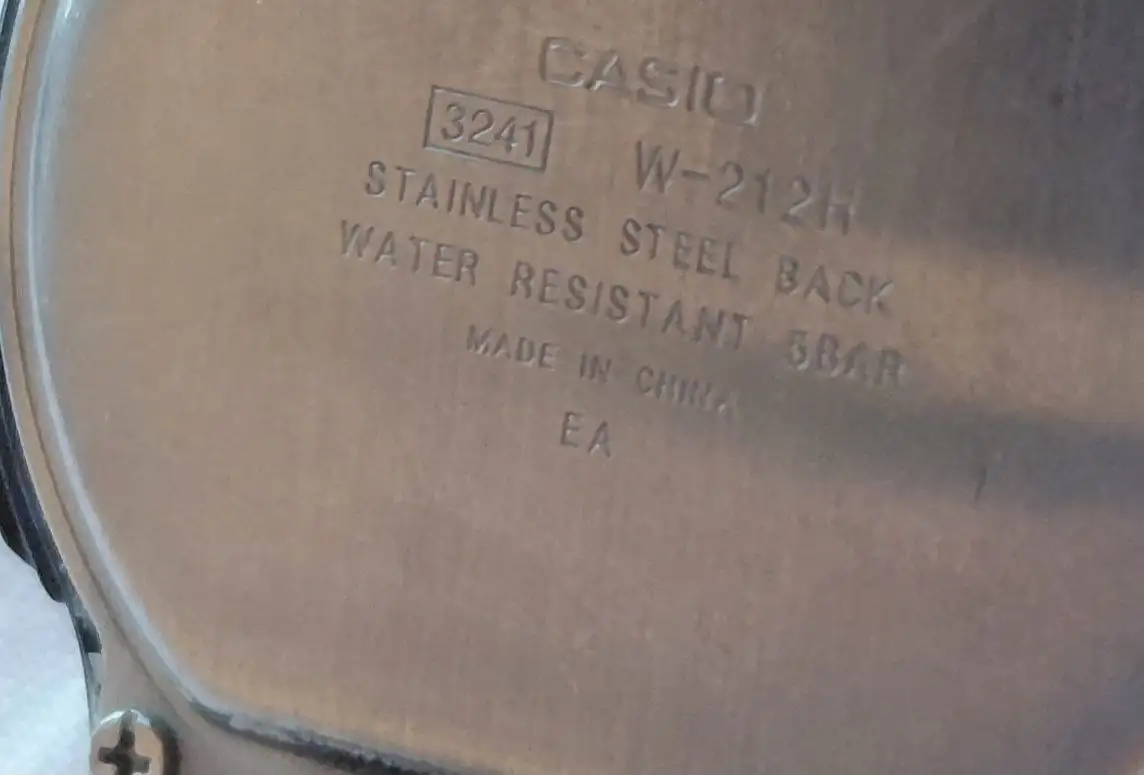 CASIO
3241 W-212H
STAINLESS STEEL BACK
WATER RESISTANT 5BAR
MADE IN CHINA
EA